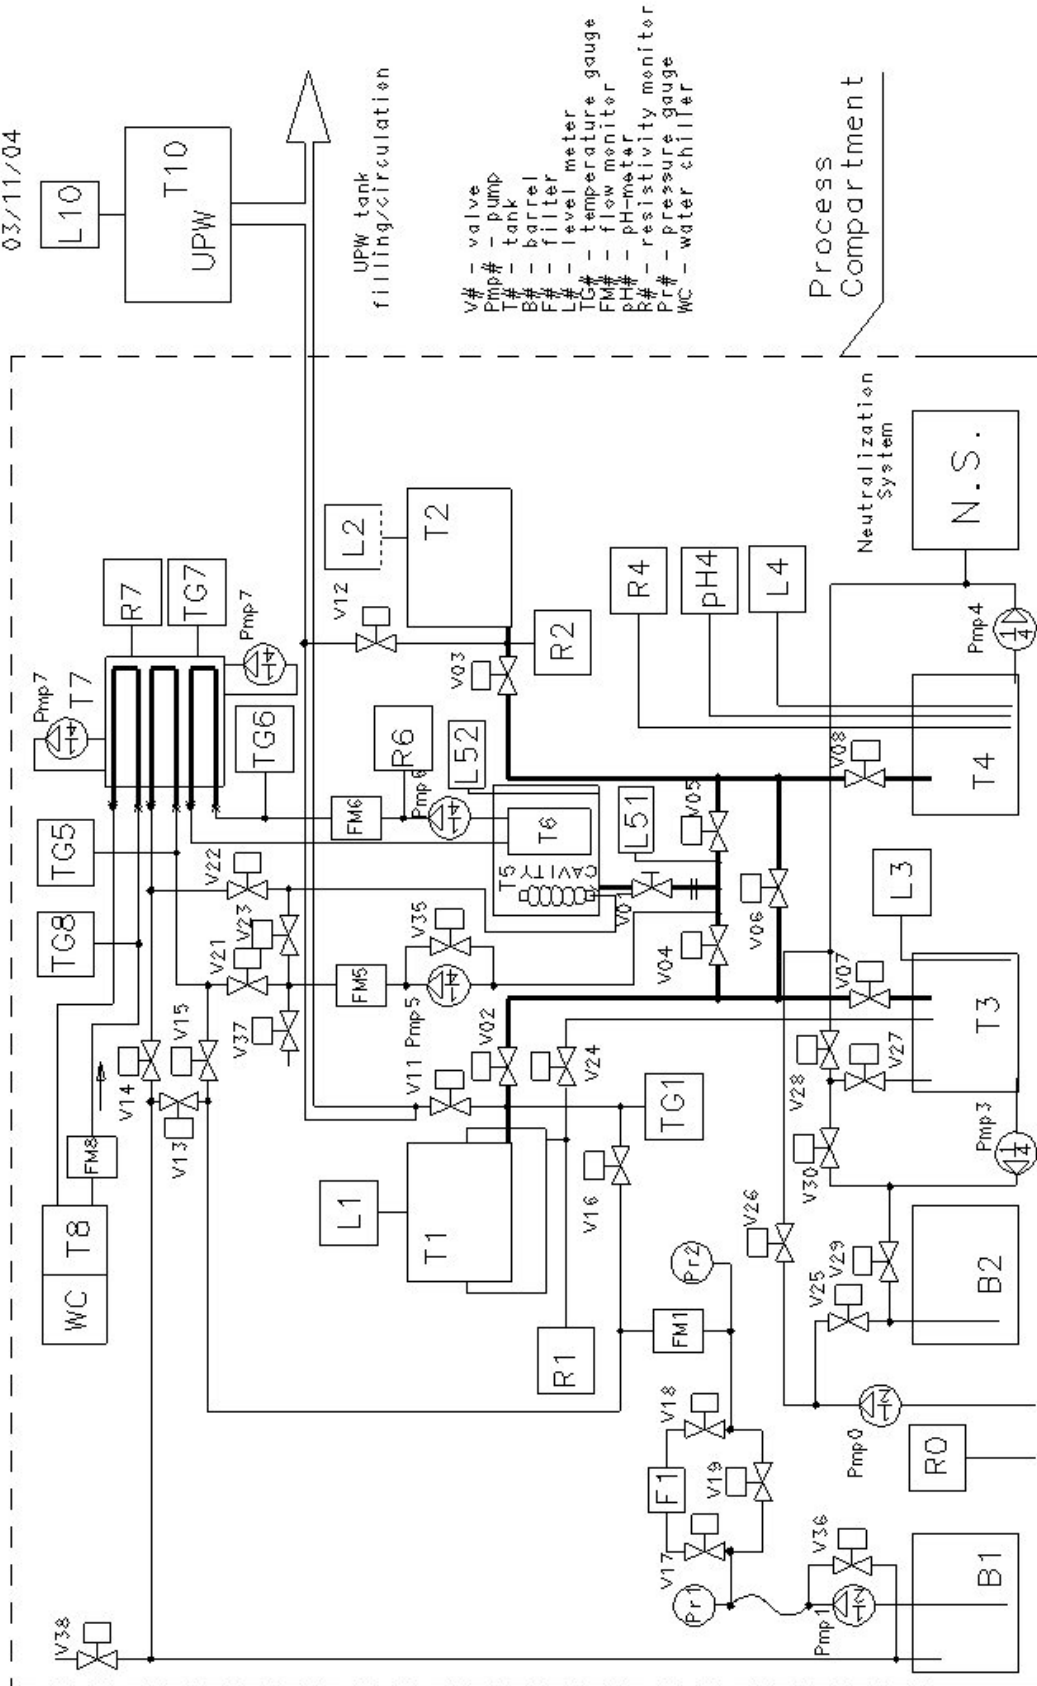 03/11/04
L10
T10
UPW
UPW tank
filling/circulation
V# - valve
Pmp# - pump
T# - tank
B# - barrel
F# - filter
L# - level meter
TG# - temperature gauge
FM# - flow monitor
pH# - pH-meter
R# - resistivity monitor
Pr# - pressure gauge
WC - water chiller
Process
Compartment
R7
TG7
Pmp7
T7
Pmp7
TG6
TG5
TG8
V22
V23
V21
V15
V14
V13
FM8
T8
WC
V37
V38
L2
T2
V12
R2
V03
R6
FM6
Pmp6
L52
T6
T5
CAVITY
L51
V01
V05
V04
V06
V35
FM5
Pmp5
V11
V02
V24
TG1
L1
T1
V16
R1
R4
pH4
L4
Neutralization
System
N.S.
Pmp4
T4
V08
L3
V07
T3
V28
V27
V30
Pmp3
V26
V25
V29
B2
Pr2
FM1
V18
F1
V19
V17
Pr1
Pmp0
R0
V36
Pmp1
B1